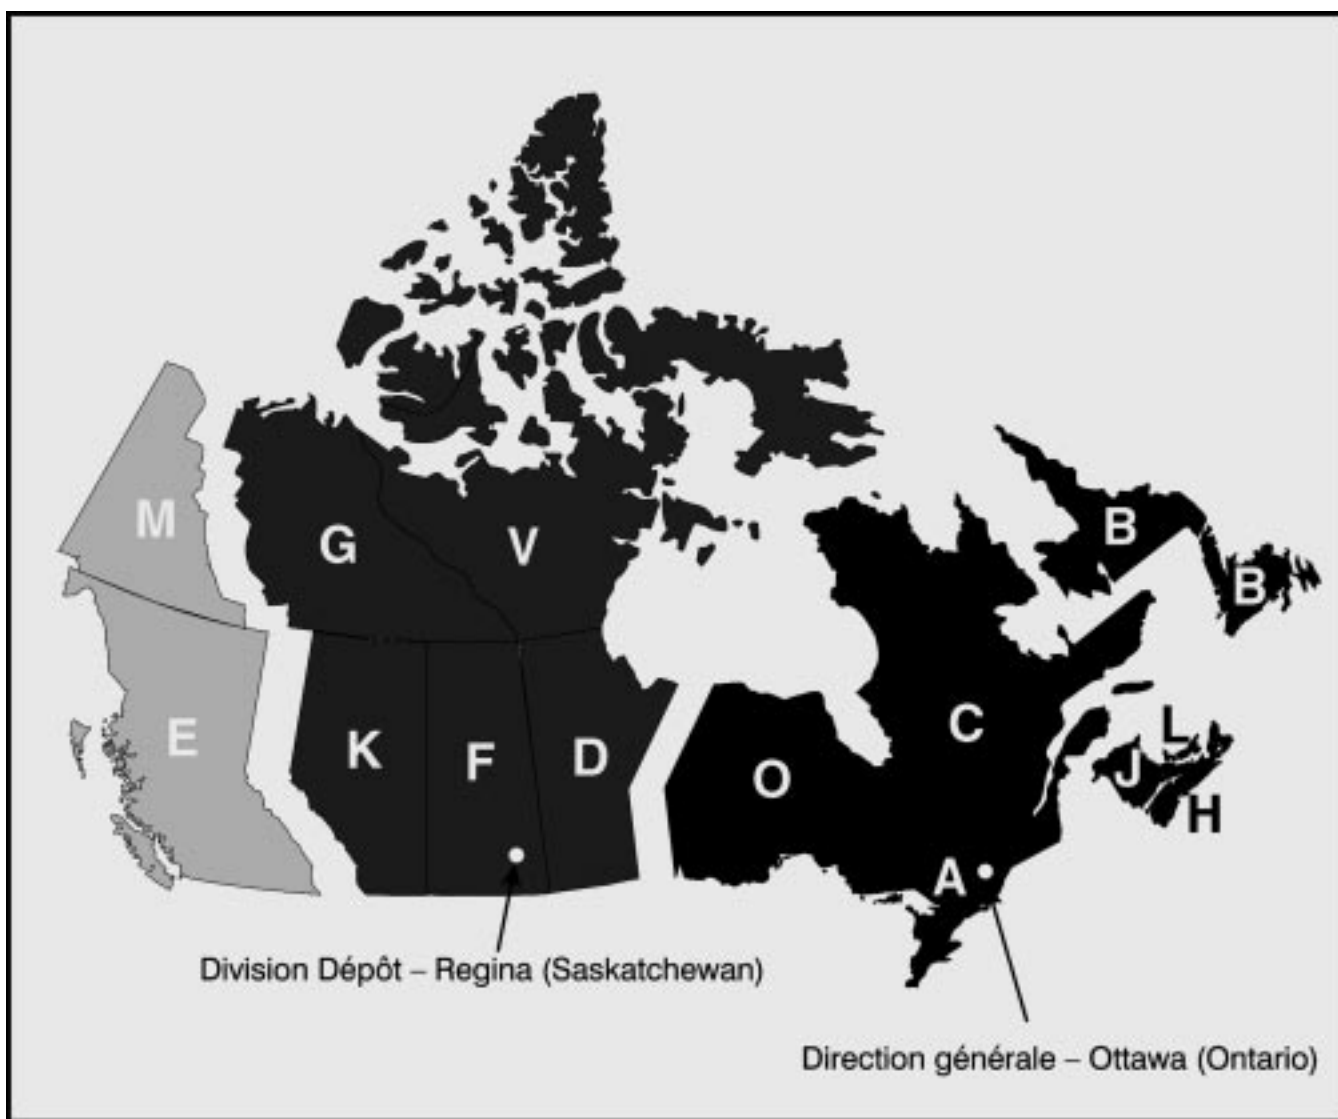 M
G
V
B
B
E
K
F
D
O
C
L
J
H
A
Division Dépôt – Regina (Saskatchewan)
Direction générale – Ottawa (Ontario)